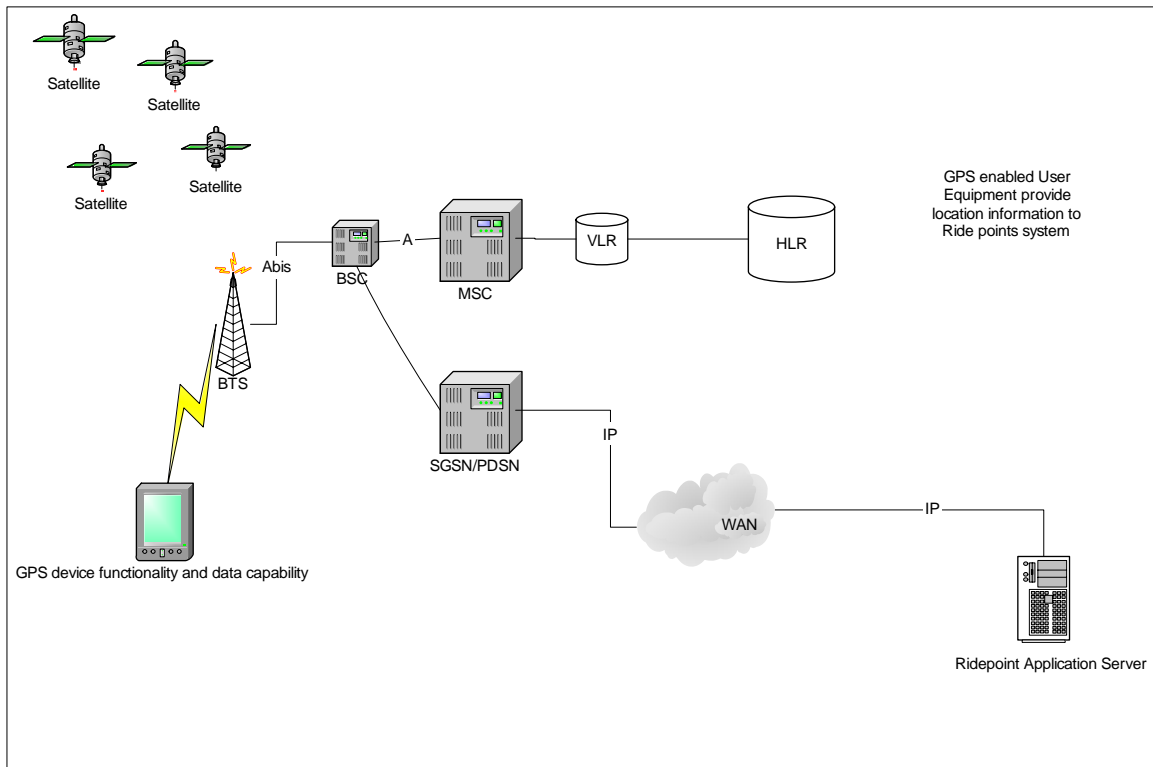 Satellite
Satellite
Satellite
Satellite
GPS enabled User
Equipment provide
location information to
Ride points system
A
VLR
HLR
Abis
BSC
MSC
BTS
SGSN/PDSN
IP
WAN
IP
GPS device functionality and data capability
Ridepoint Application Server